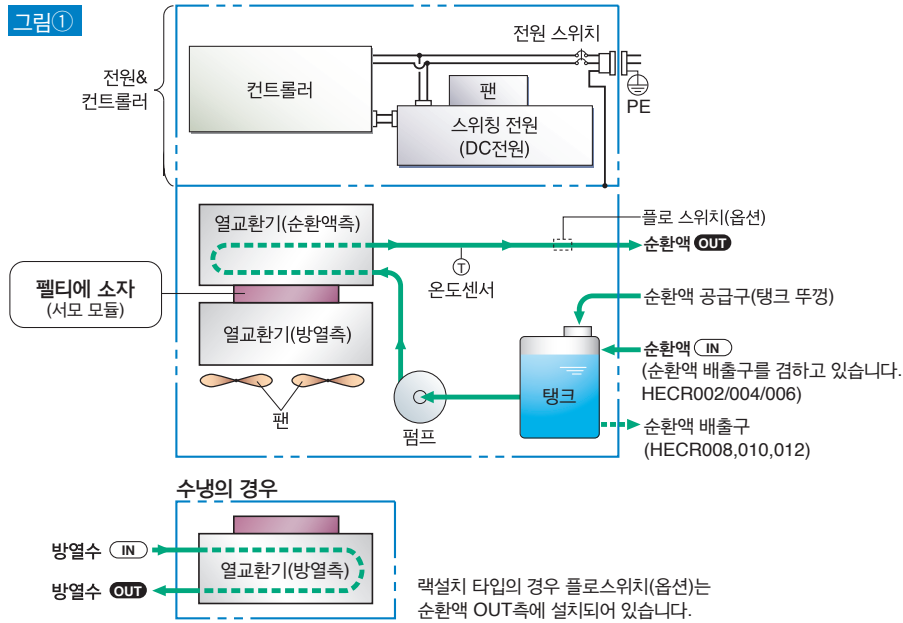 그림①
전원 스위치
전원&
컨트롤러
컨트롤러
팬
스위칭 전원
(DC전원)
PE
열교환기(순환액측)
플로 스위치(옵션)
순환액 OUT
T
온도센서
펠티에 소자
(서모 모듈)
열교환기(방열측)
순환액 공급구(탱크 뚜껑)
순환액 IN
(순환액 배출구를 겸하고 있습니다.
HECR002/004/006)
탱크
팬
펌프
순환액 배출구
(HECR008,010,012)
수냉의 경우
방열수 IN
열교환기(방열측)
방열수 OUT
랙설치 타입의 경우 플로스위치(옵션)는
순환액 OUT측에 설치되어 있습니다.